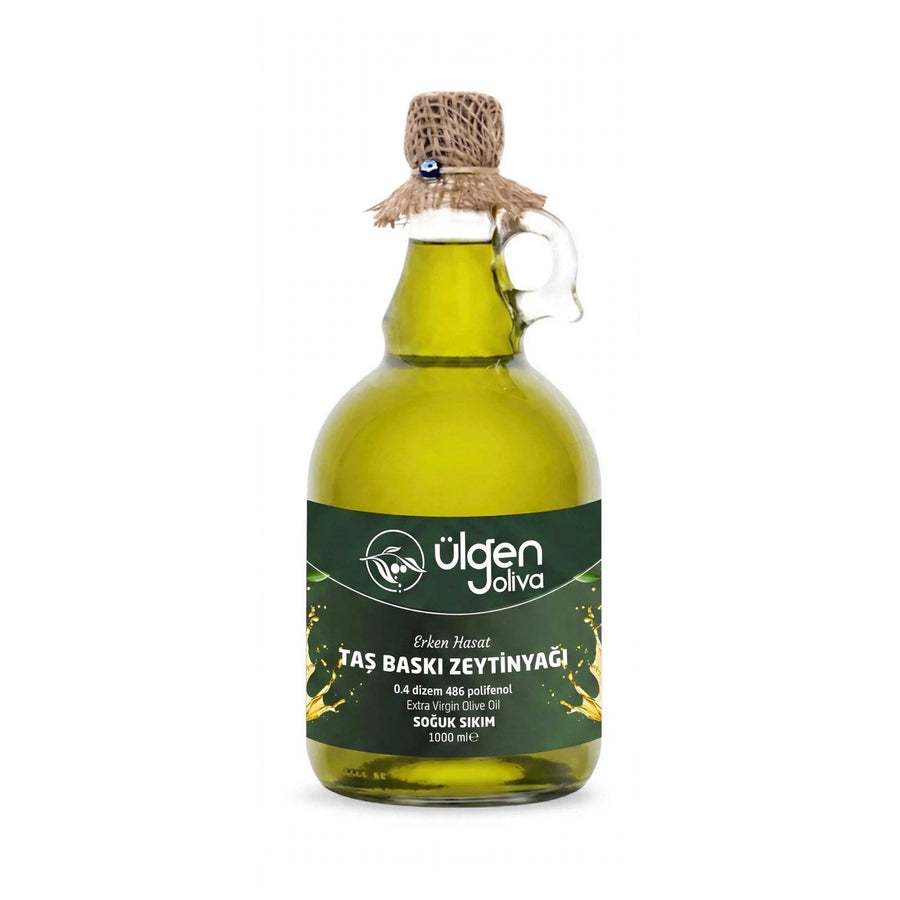 ülgen
oliva
Erken Hasat
TAŞ BASKI ZEYTİNYAĞI
0.4 dizem 486 polifenol
Extra Virgin Olive Oil
SOĞUK SIKIM
1000 ml℮